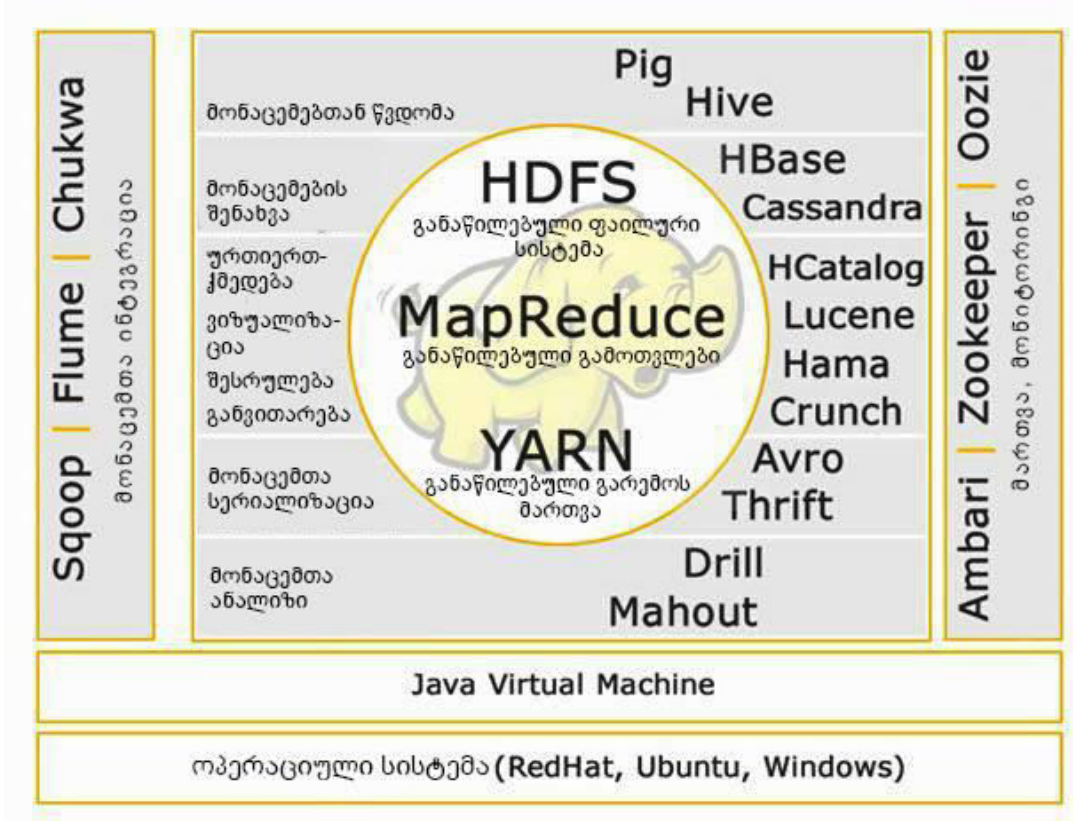 Sqoop | Flume | Chukwa
მონაცემთა ინტეგრაცია
Pig
Hive
მონაცემებთან წვდომა
HBase
Cassandra
მონაცემების
შენახვა
HDFS
განაწილებული ფაილური
სისტემა
ურთიერთ-
ქმედება
ვიზუალიზა-
ცია
შესრულება
განვითარება
MapReduce
განაწილებული გამოთვლები
HCatalog
Lucene
Hama
Crunch
YARN
განაწილებული გარემოს
მართვა
მონაცემთა
სერიალიზაცია
Avro
Thrift
მონაცემთა
ანალიზი
Drill
Mahout
Ambari | Zookeeper | Oozie
მართვა, მონიტორინგი
Java Virtual Machine
ოპერაციული სისტემა (RedHat, Ubuntu, Windows)